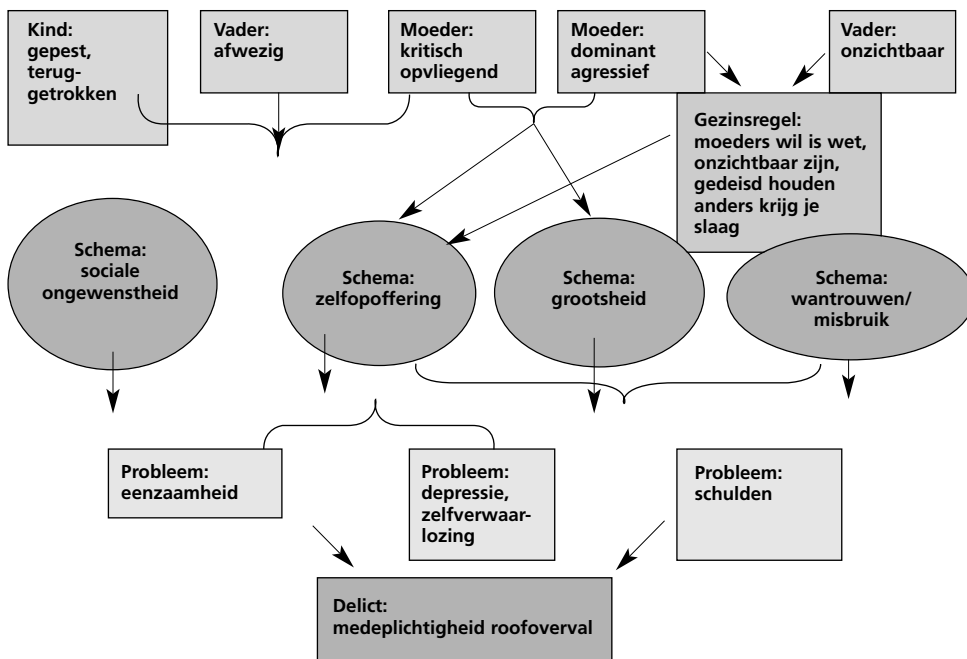 Kind:
gepest,
terug-
getrokken
Vader:
afwezig
Moeder:
kritisch
opvliegend
Moeder:
dominant
agressief
Vader:
onzichtbaar
Gezinsregel:
moeders wil is wet,
onzichtbaar zijn,
gedeisd houden
anders krijg je
slaag
Schema:
sociale
ongewenstheid
Schema:
zelfopoffering
Schema:
grootsheid
Schema:
wantrouwen/
misbruik
Probleem:
eenzaamheid
Probleem:
depressie,
zelfverwaar-
lozing
Probleem:
schulden
Delict:
medeplichtigheid roofoverval